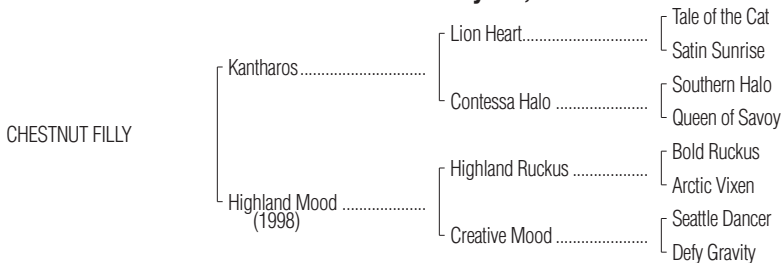 Tale of the Cat
Lion Heart
Satin Sunrise
Kantharos
Southern Halo
Contessa Halo
Queen of Savoy
CHESTNUT FILLY
Bold Ruckus
Highland Ruckus
Arctic Vixen
Highland Mood
(1998)
Seattle Dancer
Creative Mood
Defy Gravity